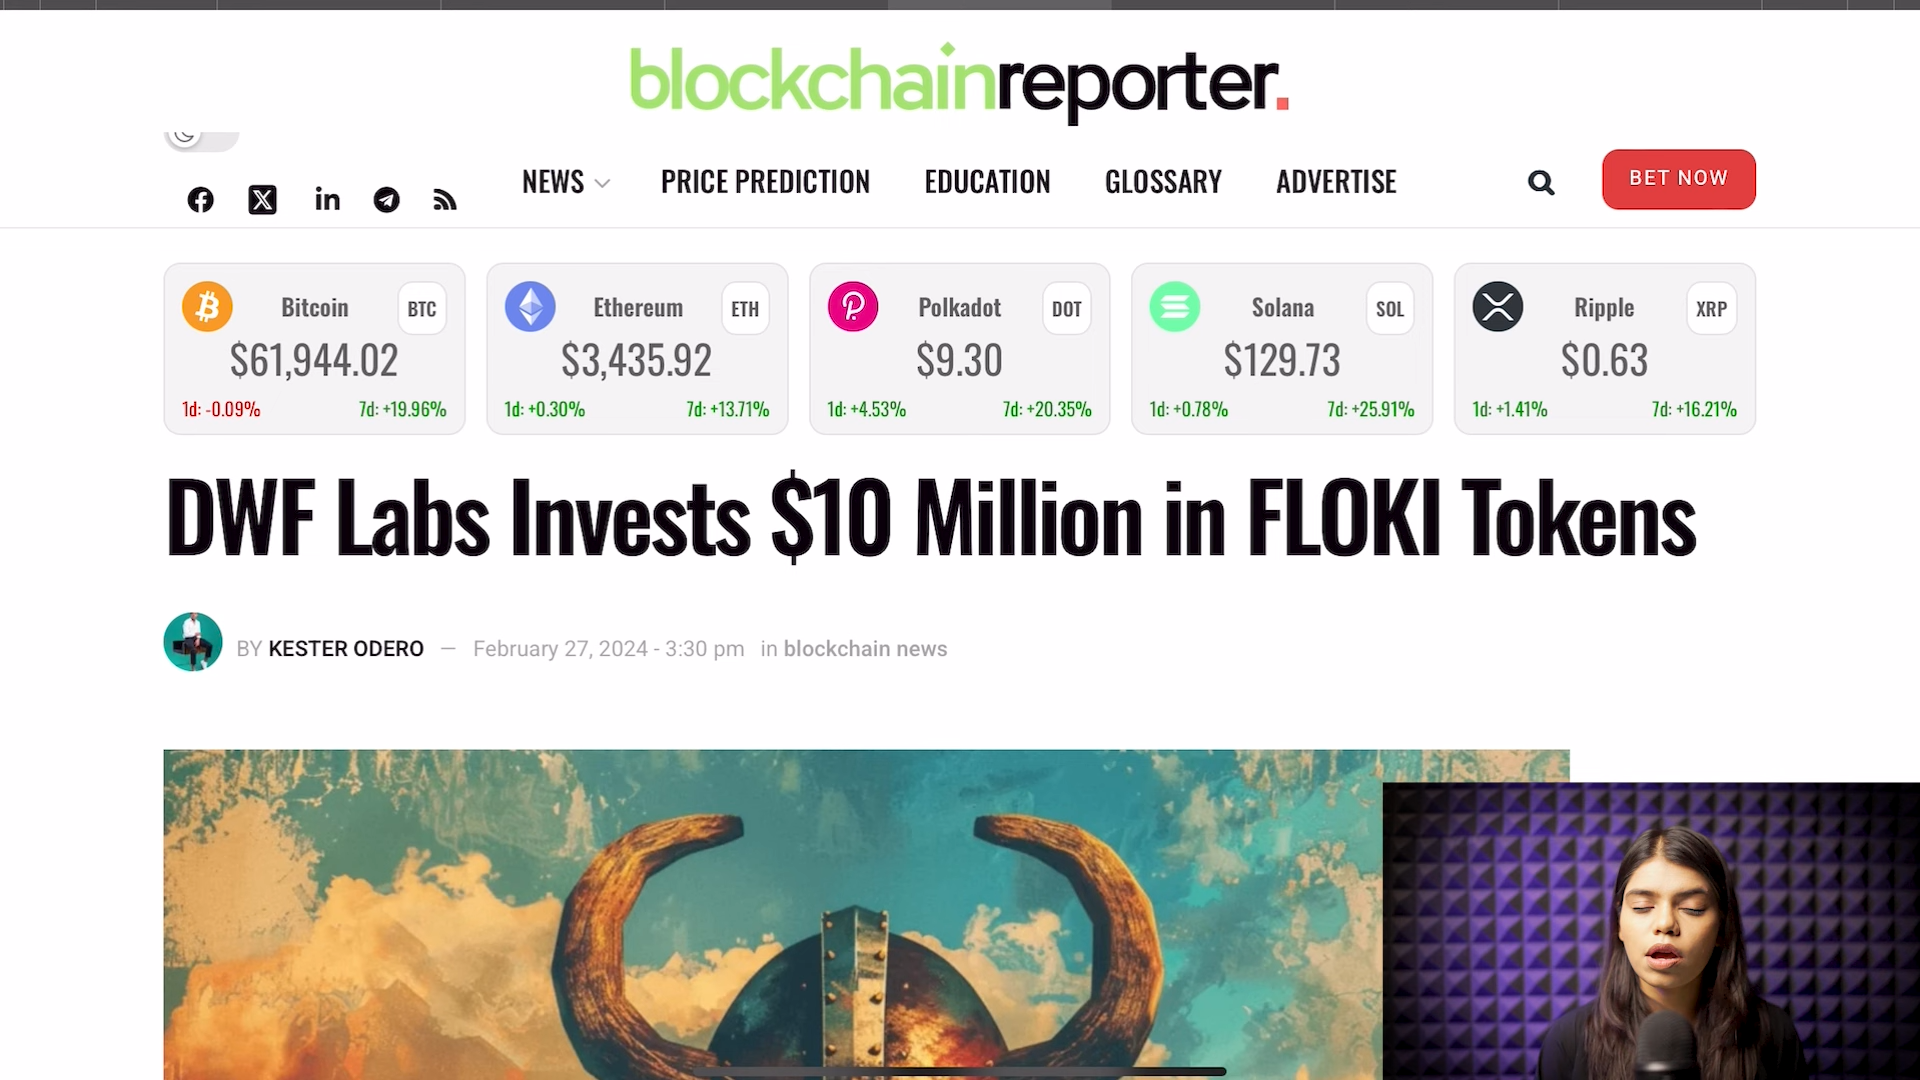 blockchainreporter.
NEWS PRICE PREDICTION EDUCATION GLOSSARY ADVERTISE BET NOW
Bitcoin BTC
$61,944.02
1d: -0.09% 7d: +19.96%
Ethereum ETH
$3,435.92
1d: +0.30% 7d: +13.71%
Polkadot DOT
$9.30
1d: +4.53% 7d: +20.35%
Solana SOL
$129.73
1d: +0.78% 7d: +25.91%
Ripple XRP
$0.63
1d: +1.41% 7d: +16.21%
DWF Labs Invests $10 Million in FLOKI Tokens
BY KESTER ODERO — February 27, 2024 - 3:30 pm in blockchain news